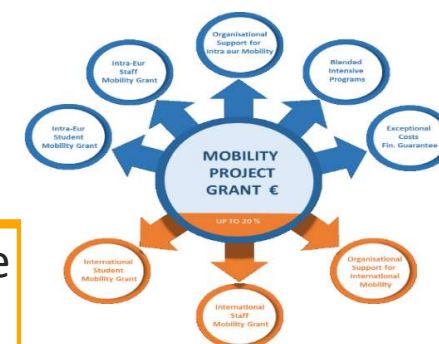 Organisational
Support for
Intra eur Mobility
Intra-Eur
Staff
Mobility Grant
Blended
Intensive
Programs
Intra-Eur
Student
Mobility Grant
Exceptional
Costs
Fin. Guarantee
MOBILITY
PROJECT
GRANT €
UP TO 20 %
e
International
Student
Mobility Grant
Organisational
Support for
International
Mobility
International
Staff
Mobility Grant